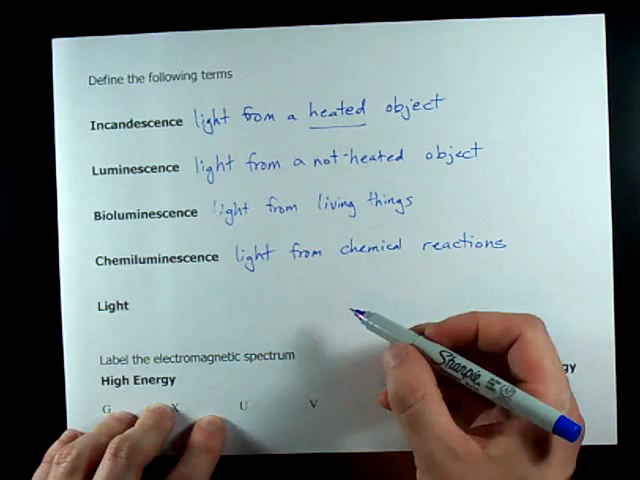 Define the following terms
Incandescence light from a heated object
Luminescence light from a not-heated object
Bioluminescence light from living things
Chemiluminescence light from chemical reactions
Light
Label the electromagnetic spectrum
High Energy gy
G X U V
Sharpie